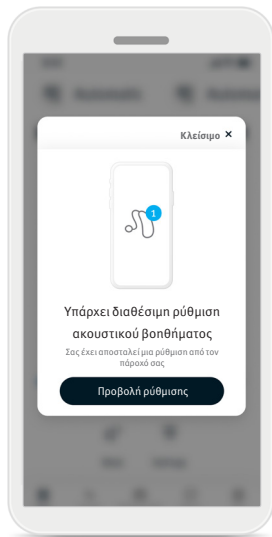 Κλείσιμο ×
1
Υπάρχει διαθέσιμη ρύθμιση
ακουστικού βοηθήματος
Σας έχει αποσταλεί μια ρύθμιση από τον
πάροχό σας
Προβολή ρύθμισης